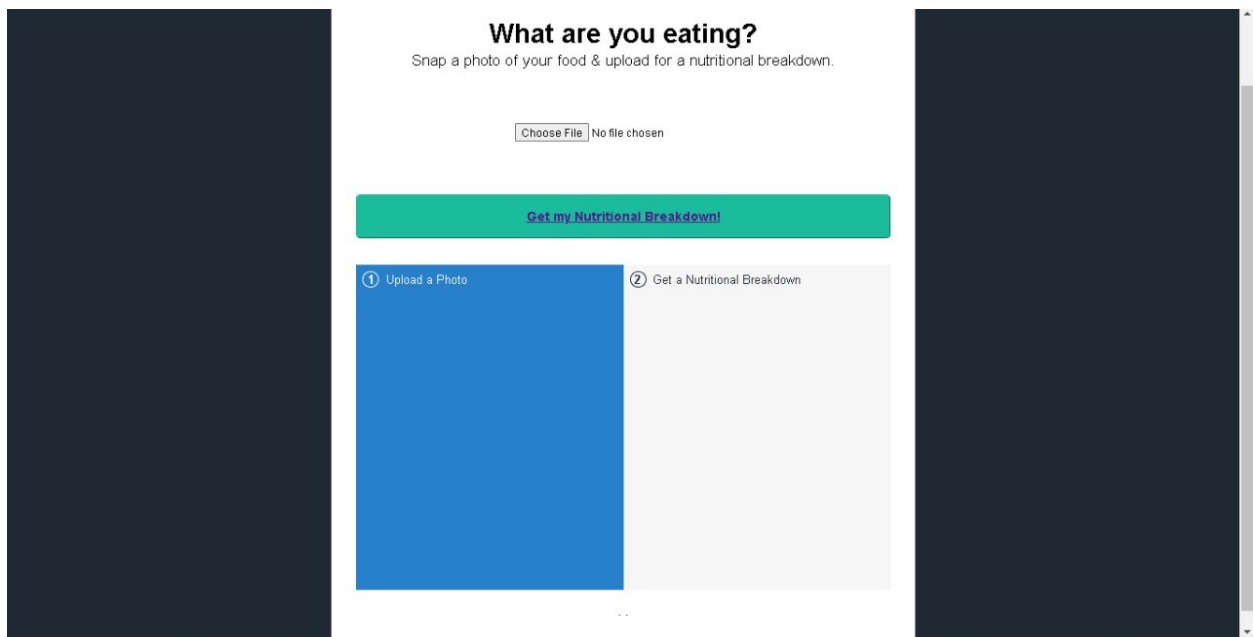 What are you eating?
Snap a photo of your food & upload for a nutritional breakdown.
Choose File No file chosen
Get my Nutritional Breakdown!
1 Upload a Photo
2 Get a Nutritional Breakdown